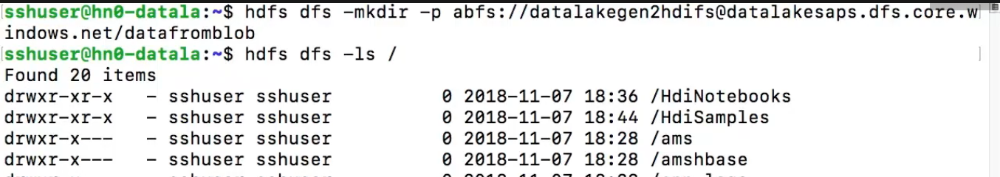 sshuser@hn0-datala:~$ hdfs dfs -mkdir -p abfs://datalakegen2hdifs@datalakesaps.dfs.core.w
indows.net/datafromblob
sshuser@hn0-datala:~$ hdfs dfs -ls /
Found 20 items
drwxr-xr-x   - sshuser sshuser          0 2018-11-07 18:36 /HdiNotebooks
drwxr-xr-x   - sshuser sshuser          0 2018-11-07 18:44 /HdiSamples
drwxr-x---   - sshuser sshuser          0 2018-11-07 18:28 /ams
drwxr-x---   - sshuser sshuser          0 2018-11-07 18:28 /amshbase